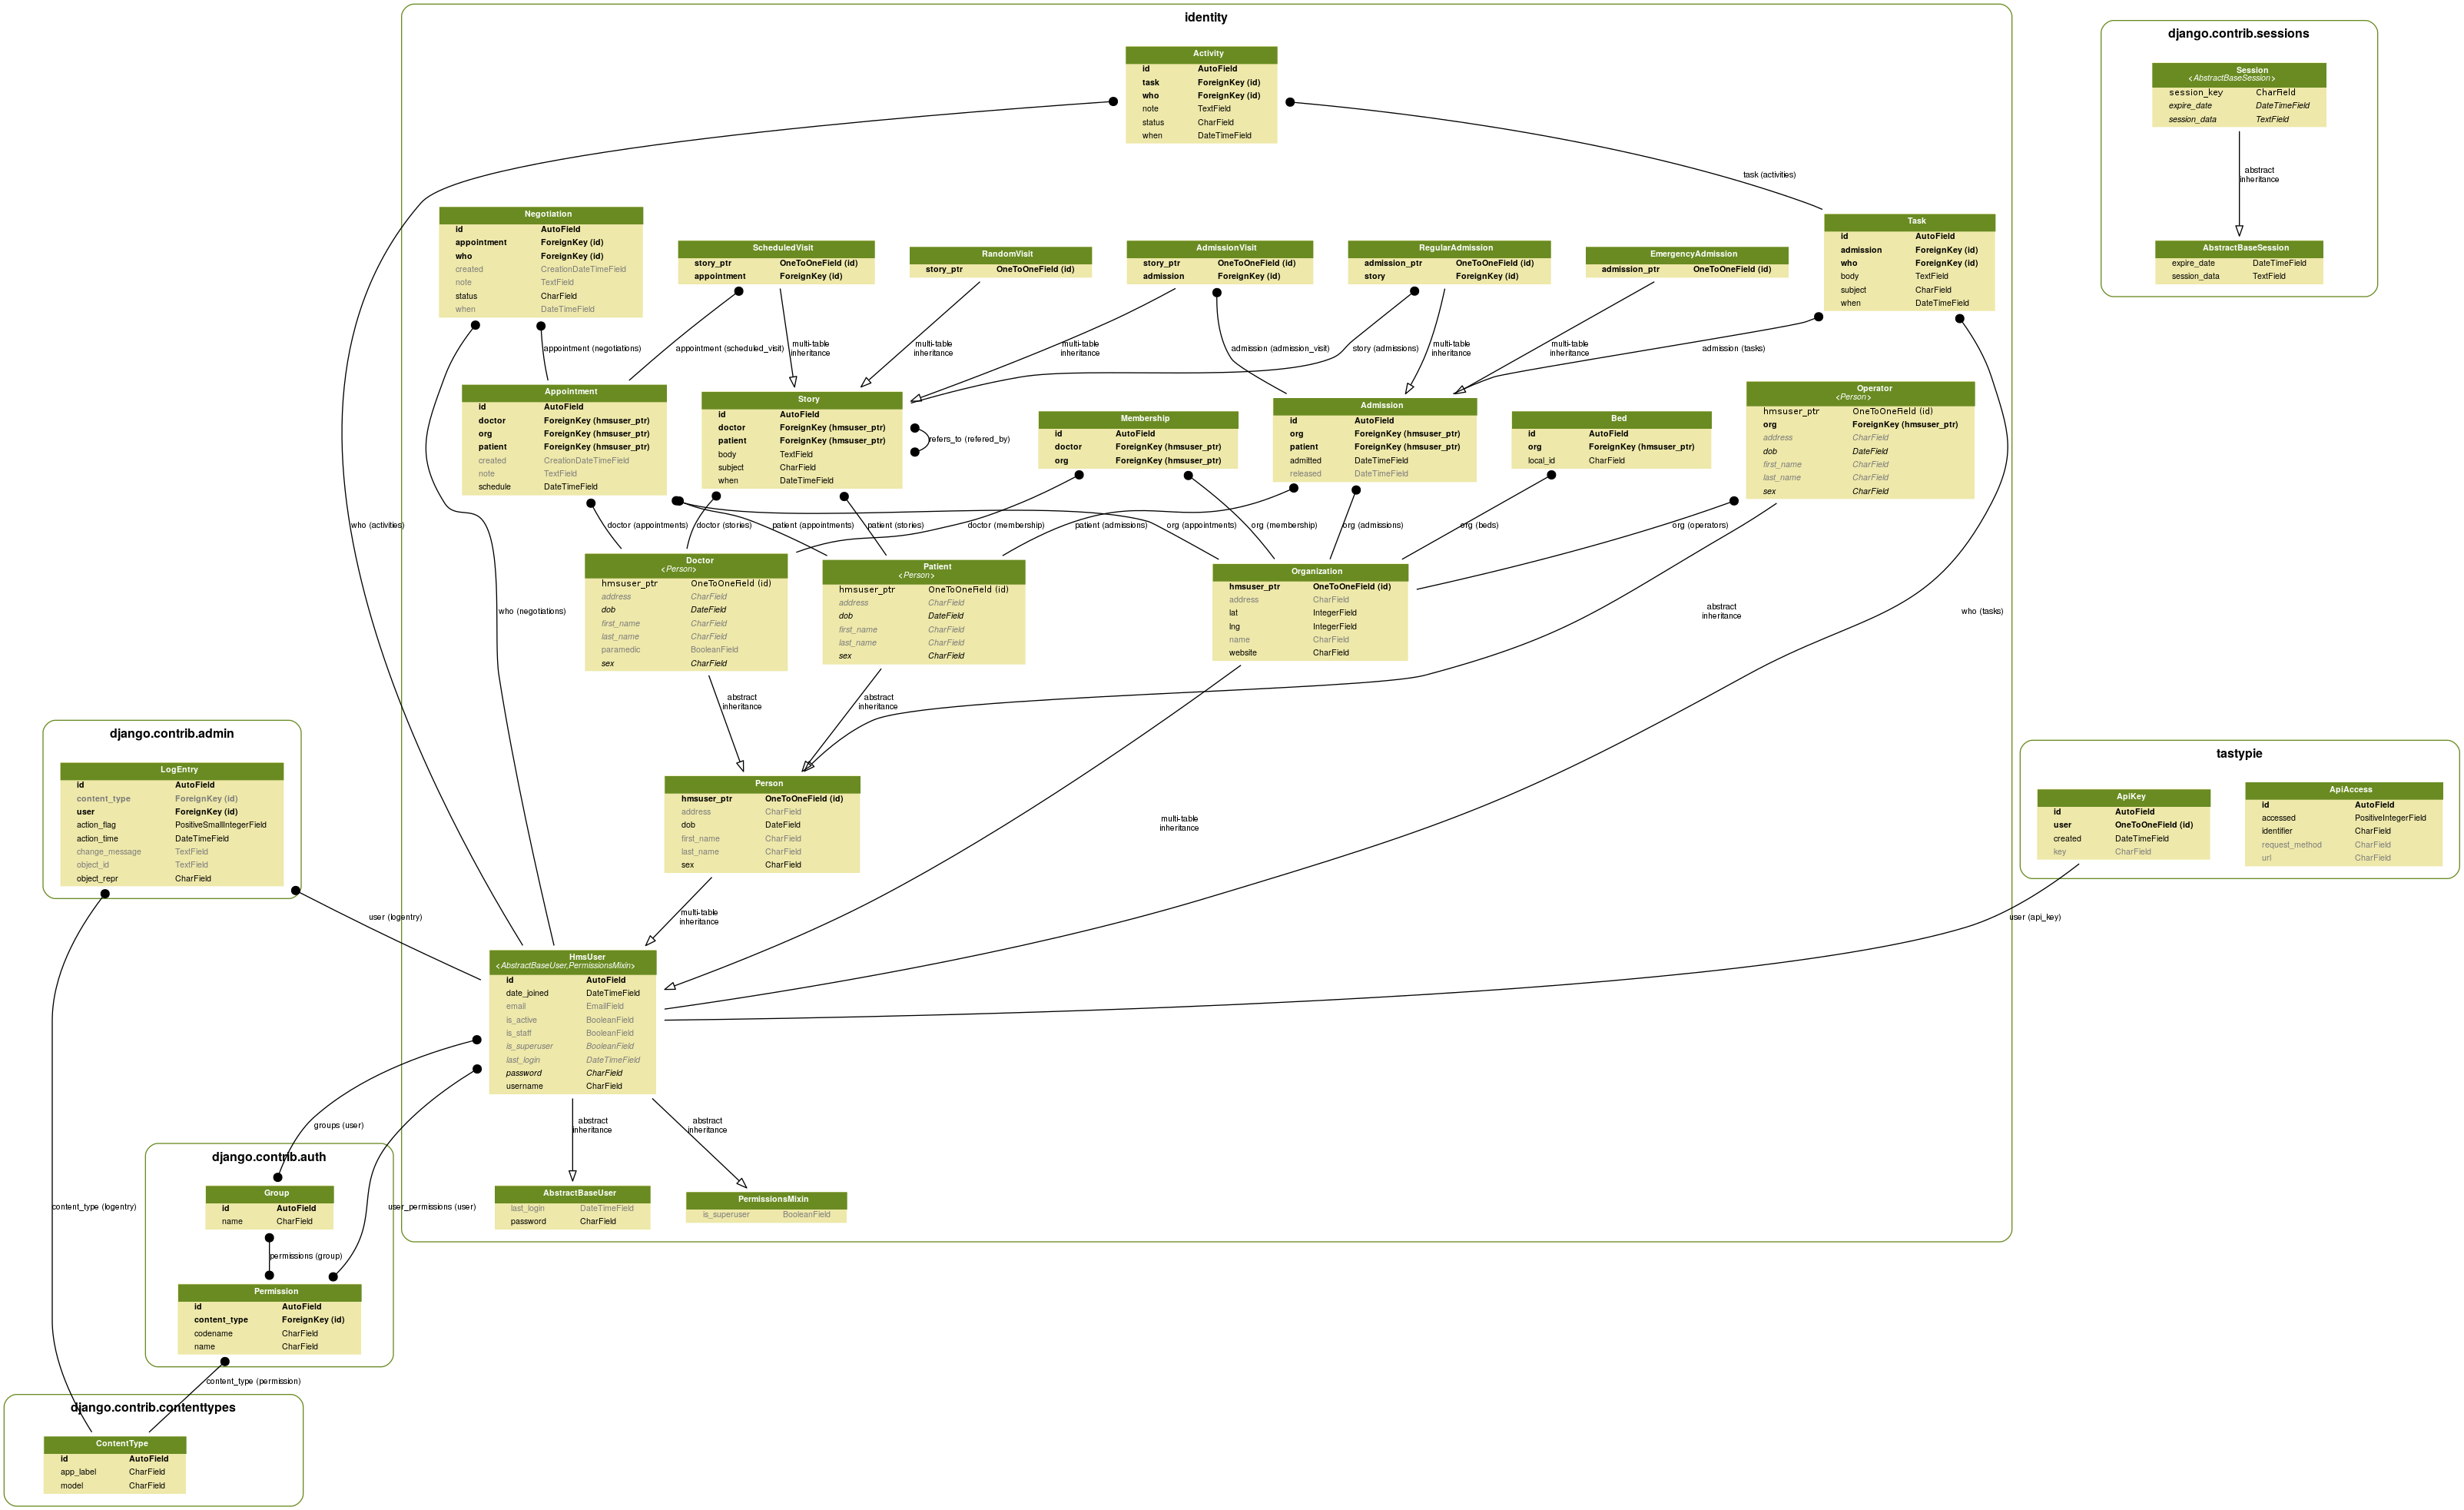 identity
Activity
id AutoField
task ForeignKey (id)
who ForeignKey (id)
note TextField
status CharField
when DateTimeField
django.contrib.sessions
Session
<AbstractBaseSession>
session_key CharField
expire_date DateTimeField
session_data TextField
abstract
inheritance
AbstractBaseSession
expire_date DateTimeField
session_data TextField
task (activities)
Negotiation
id AutoField
appointment ForeignKey (id)
who ForeignKey (id)
created CreationDateTimeField
note TextField
status CharField
when DateTimeField
ScheduledVisit
story_ptr OneToOneField (id)
appointment ForeignKey (id)
RandomVisit
story_ptr OneToOneField (id)
AdmissionVisit
story_ptr OneToOneField (id)
admission ForeignKey (id)
RegularAdmission
admission_ptr OneToOneField (id)
story ForeignKey (id)
EmergencyAdmission
admission_ptr OneToOneField (id)
Task
id AutoField
admission ForeignKey (id)
who ForeignKey (id)
body TextField
subject CharField
when DateTimeField
appointment (negotiations)
appointment (scheduled_visit)
multi-table
inheritance
multi-table
inheritance
multi-table
inheritance
admission (admission_visit)
story (admissions)
multi-table
inheritance
multi-table
inheritance
admission (tasks)
Appointment
id AutoField
doctor ForeignKey (hmsuser_ptr)
org ForeignKey (hmsuser_ptr)
patient ForeignKey (hmsuser_ptr)
created CreationDateTimeField
note TextField
schedule DateTimeField
Story
id AutoField
doctor ForeignKey (hmsuser_ptr)
patient ForeignKey (hmsuser_ptr)
body TextField
subject CharField
when DateTimeField
refers_to (refered_by)
Membership
id AutoField
doctor ForeignKey (hmsuser_ptr)
org ForeignKey (hmsuser_ptr)
Admission
id AutoField
org ForeignKey (hmsuser_ptr)
patient ForeignKey (hmsuser_ptr)
admitted DateTimeField
released DateTimeField
Bed
id AutoField
org ForeignKey (hmsuser_ptr)
local_id CharField
Operator
<Person>
hmsuser_ptr OneToOneField (id)
org ForeignKey (hmsuser_ptr)
address CharField
dob DateField
first_name CharField
last_name CharField
sex CharField
who (activities)
doctor (appointments)
doctor (stories)
patient (appointments)
patient (stories)
doctor (membership)
patient (admissions)
org (appointments)
org (membership)
org (admissions)
org (beds)
org (operators)
who (negotiations)
Doctor
<Person>
hmsuser_ptr OneToOneField (id)
address CharField
dob DateField
first_name CharField
last_name CharField
paramedic BooleanField
sex CharField
Patient
<Person>
hmsuser_ptr OneToOneField (id)
address CharField
dob DateField
first_name CharField
last_name CharField
sex CharField
Organization
hmsuser_ptr OneToOneField (id)
address CharField
lat IntegerField
lng IntegerField
name CharField
website CharField
abstract
inheritance
who (tasks)
abstract
inheritance
abstract
inheritance
django.contrib.admin
LogEntry
id AutoField
content_type ForeignKey (id)
user ForeignKey (id)
action_flag PositiveSmallIntegerField
action_time DateTimeField
change_message TextField
object_id TextField
object_repr CharField
Person
hmsuser_ptr OneToOneField (id)
address CharField
dob DateField
first_name CharField
last_name CharField
sex CharField
multi-table
inheritance
tastypie
ApiKey
id AutoField
user OneToOneField (id)
created DateTimeField
key CharField
ApiAccess
id AutoField
accessed PositiveIntegerField
identifier CharField
request_method CharField
url CharField
user (logentry)
multi-table
inheritance
user (api_key)
HmsUser
<AbstractBaseUser,PermissionsMixin>
id AutoField
date_joined DateTimeField
email EmailField
is_active BooleanField
is_staff BooleanField
is_superuser BooleanField
last_login DateTimeField
password CharField
username CharField
groups (user)
abstract
inheritance
abstract
inheritance
django.contrib.auth
Group
id AutoField
name CharField
content_type (logentry)
user_permissions (user)
AbstractBaseUser
last_login DateTimeField
password CharField
PermissionsMixin
is_superuser BooleanField
permissions (group)
Permission
id AutoField
content_type ForeignKey (id)
codename CharField
name CharField
content_type (permission)
django.contrib.contenttypes
ContentType
id AutoField
app_label CharField
model CharField